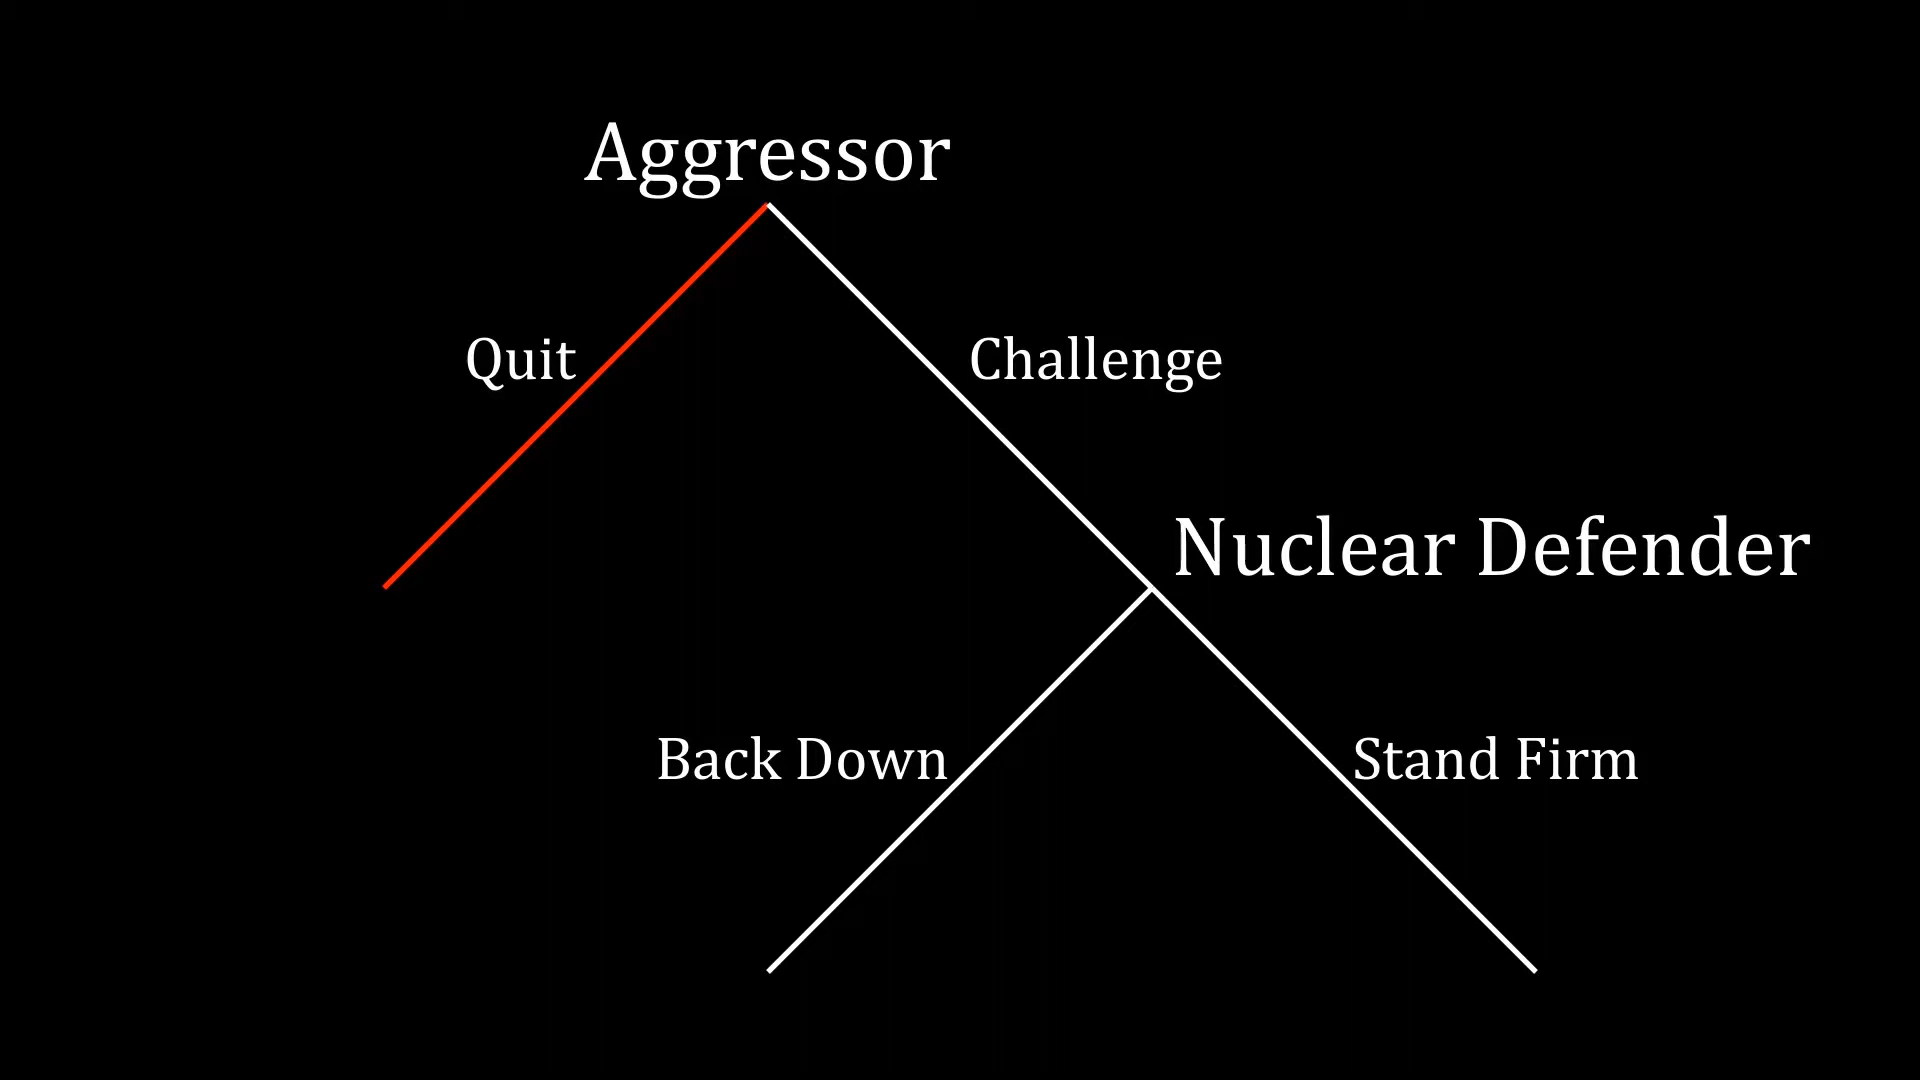 Aggressor
Quit
Challenge
Nuclear Defender
Back Down
Stand Firm